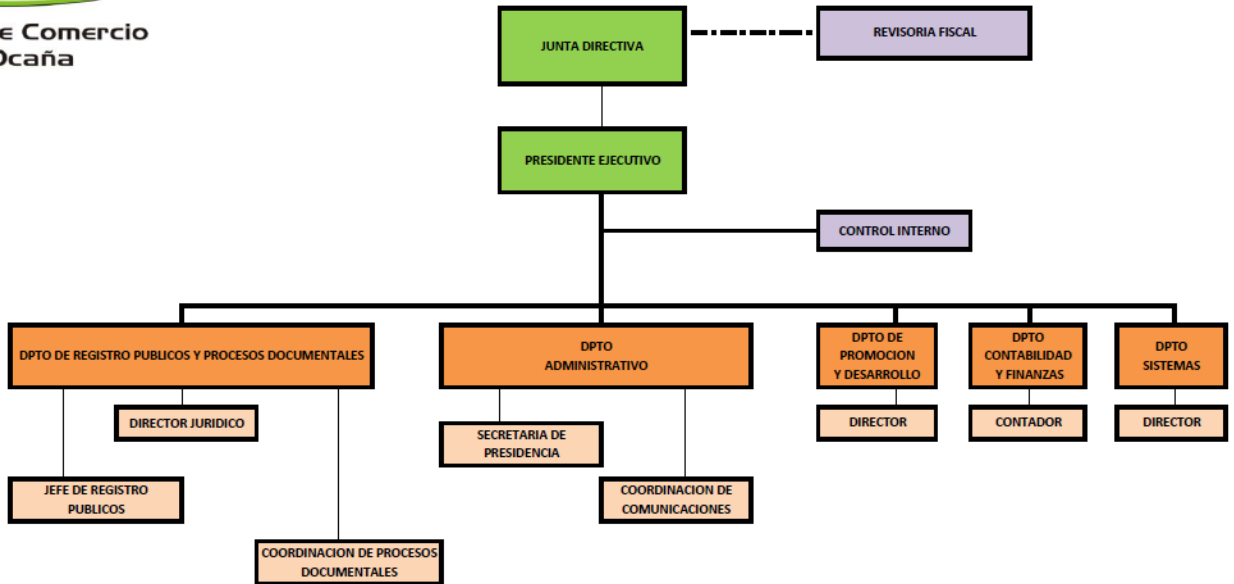 e Comercio
Ocaña
JUNTA DIRECTIVA
REVISORIA FISCAL
PRESIDENTE EJECUTIVO
CONTROL INTERNO
DPTO DE REGISTRO PUBLICOS Y PROCESOS DOCUMENTALES
DPTO
ADMINISTRATIVO
DPTO DE
PROMOCION
Y DESARROLLO
DPTO
CONTABILIDAD
Y FINANZAS
DPTO
SISTEMAS
DIRECTOR JURIDICO
SECRETARIA DE
PRESIDENCIA
DIRECTOR
CONTADOR
DIRECTOR
JEFE DE REGISTRO
PUBLICOS
COORDINACION DE
COMUNICACIONES
COORDINACION DE PROCESOS
DOCUMENTALES